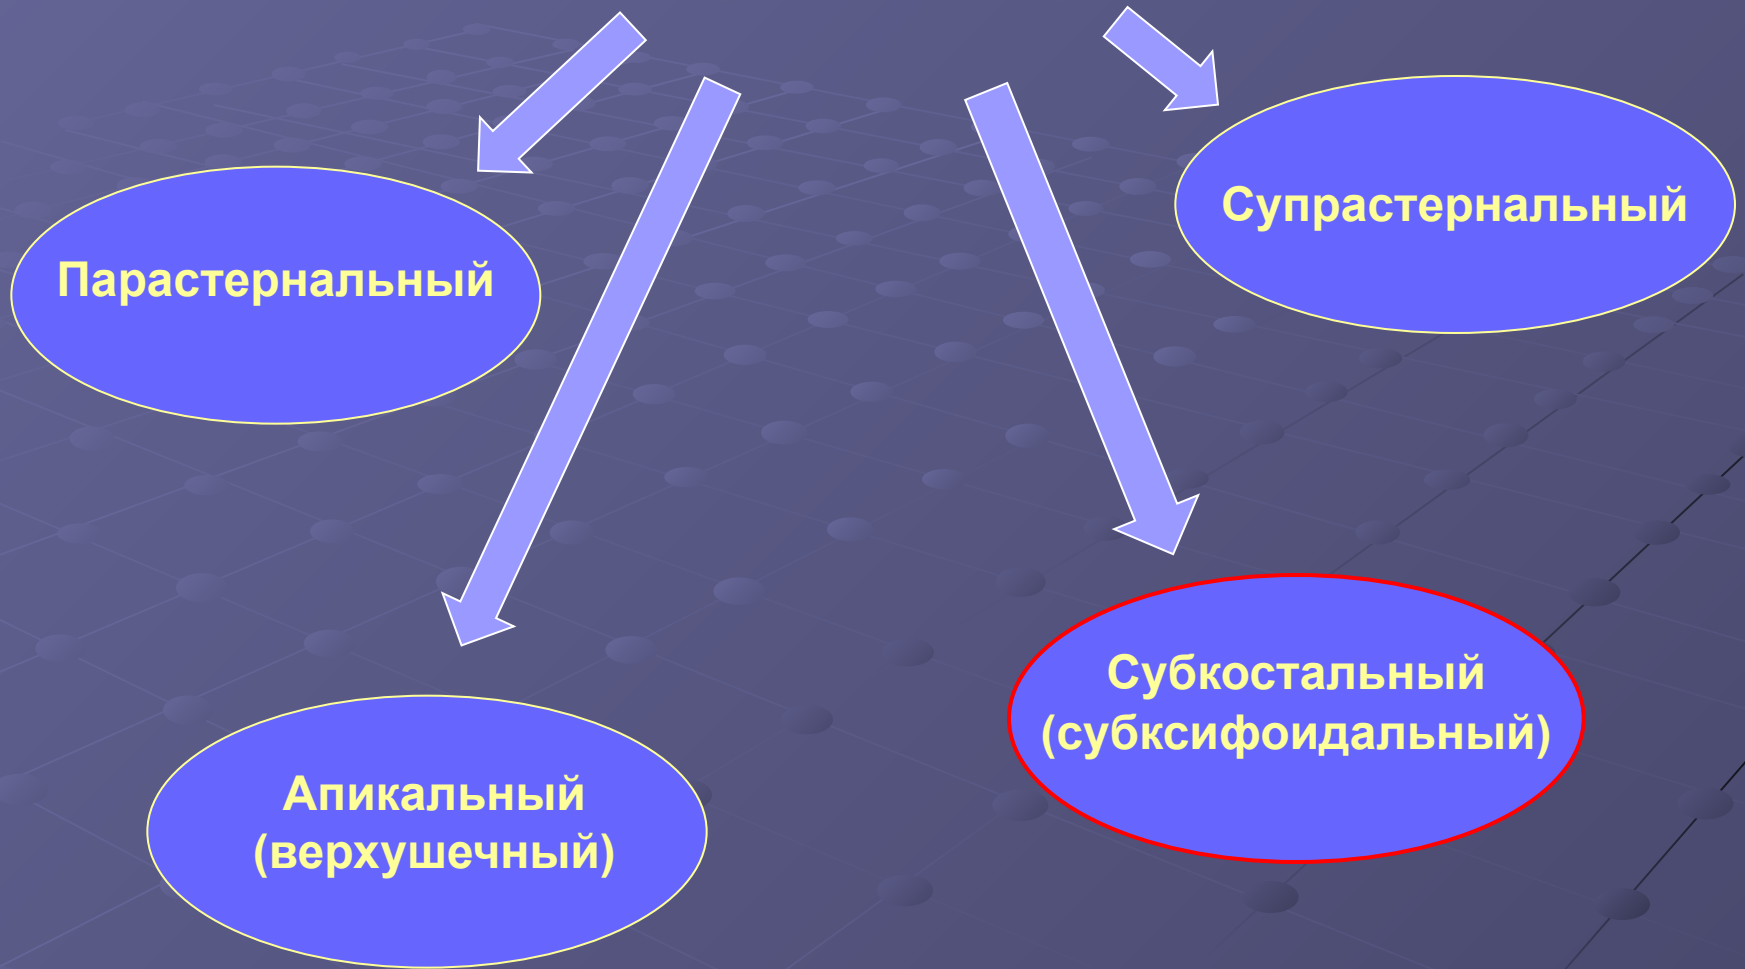 Супрастернальный
Парастернальный
Субкостальный
(субксифоидальный)
Апикальный
(верхушечный)